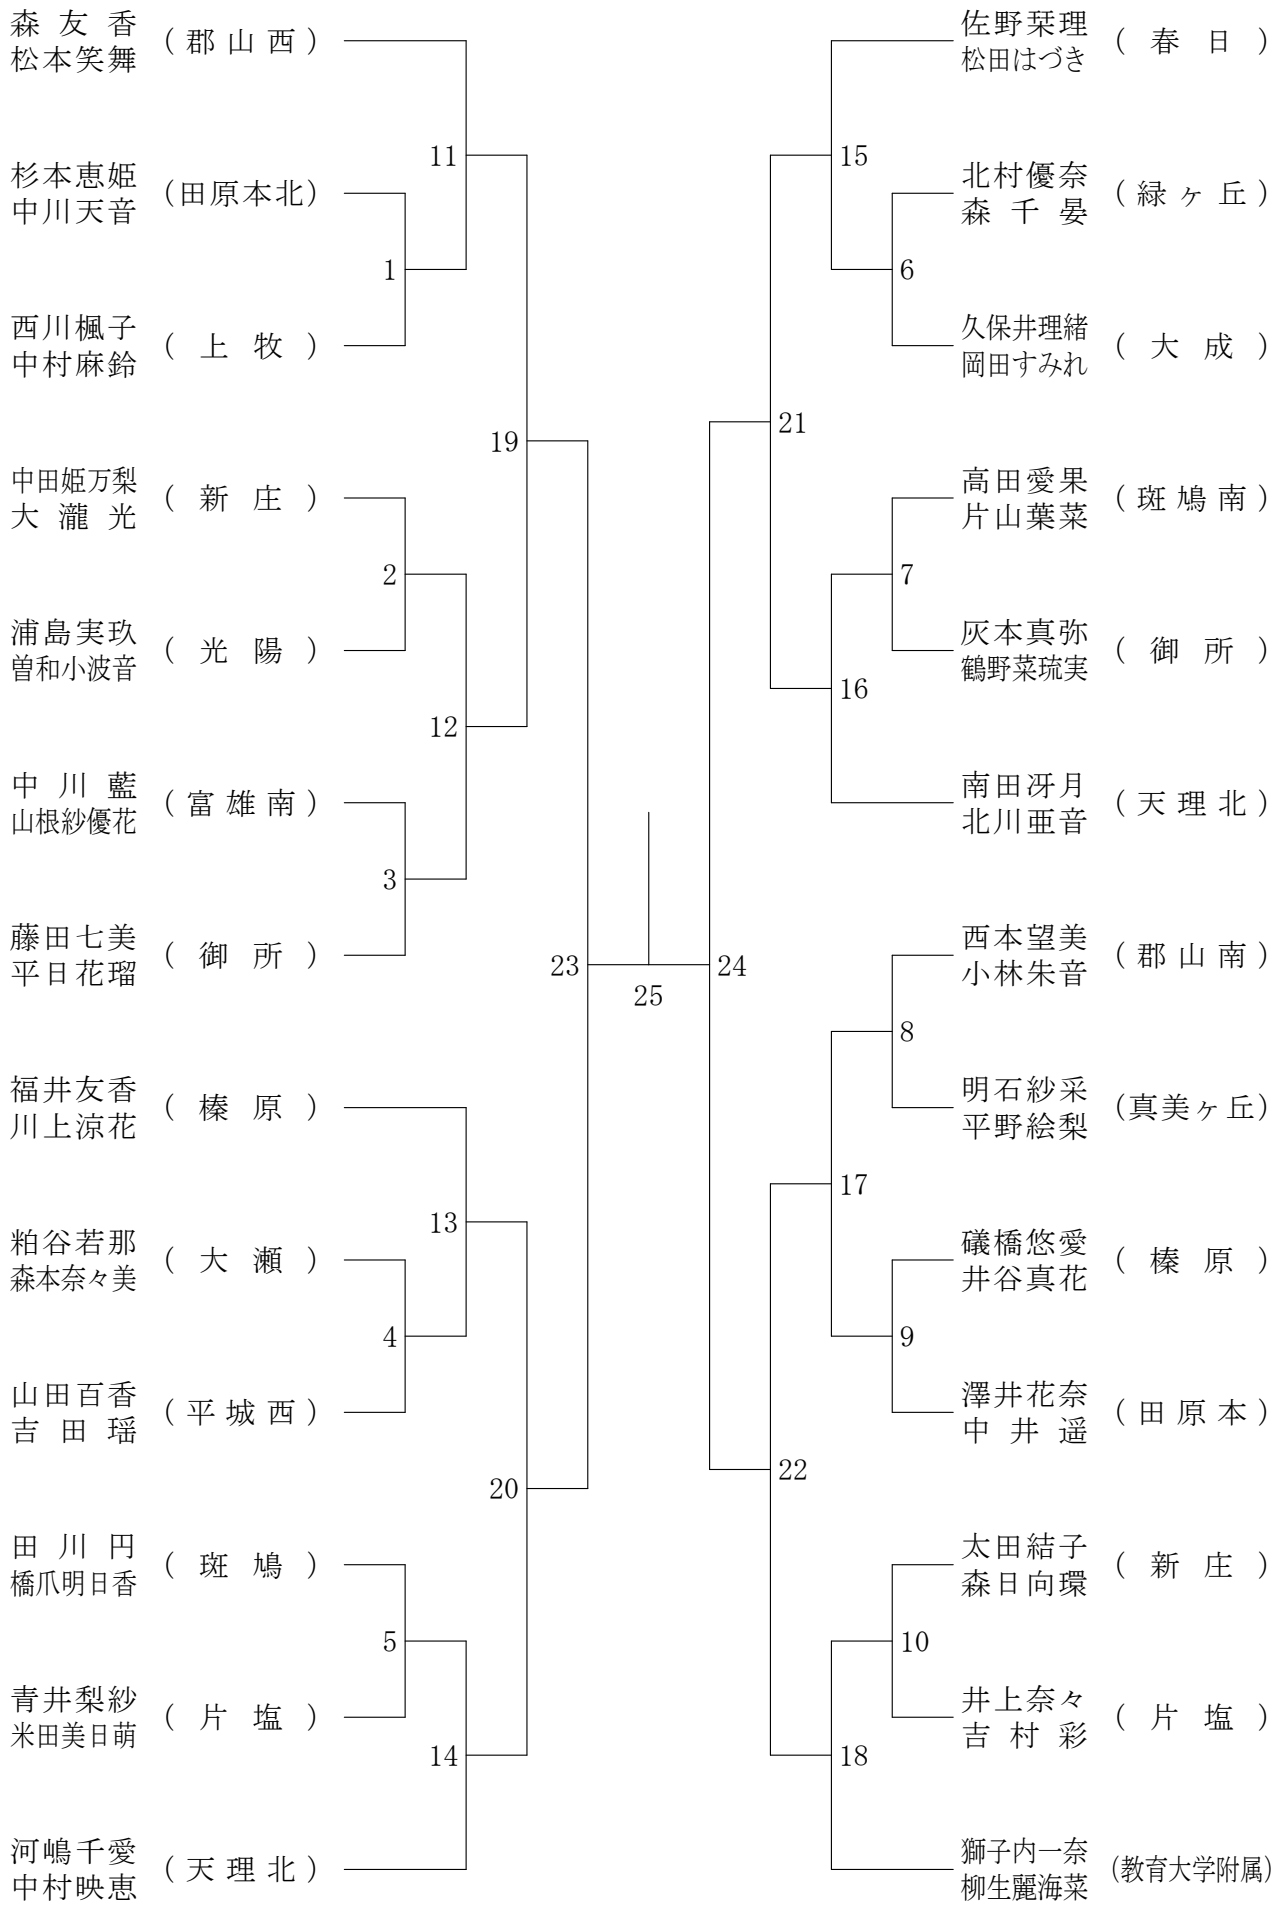 森友香
松本笑舞
(郡山西)
杉本恵姫
中川天音
(田原本北)
西川楓子
中村麻鈴
(上牧)
中田姫万梨
大瀧光
(新庄)
浦島実玖
曽和小波音
(光陽)
中川藍
山根紗優花
(富雄南)
藤田七美
平日花瑠
(御所)
福井友香
川上涼花
(榛原)
粕谷若那
森本奈々美
(大瀬)
山田百香
吉田瑶
(平城西)
田川円
橋爪明日香
(斑鳩)
青井梨紗
米田美日萌
(片塩)
河嶋千愛
中村映恵
(天理北)
1
2
3
4
5
11
12
13
14
19
20
23
25
24
21
22
15
16
17
18
6
7
8
9
10
佐野栞理
松田はづき
(春日)
北村優奈
森千晏
(緑ヶ丘)
久保井理緒
岡田すみれ
(大成)
高田愛果
片山葉菜
(斑鳩南)
灰本真弥
鶴野菜琉実
(御所)
南田冴月
北川亜音
(天理北)
西本望美
小林朱音
(郡山南)
明石紗采
平野絵梨
(真美ヶ丘)
礒橋悠愛
井谷真花
(榛原)
澤井花奈
中井遥
(田原本)
太田結子
森日向環
(新庄)
井上奈々
吉村彩
(片塩)
獅子内一奈
柳生麗海菜
(教育大学附属)